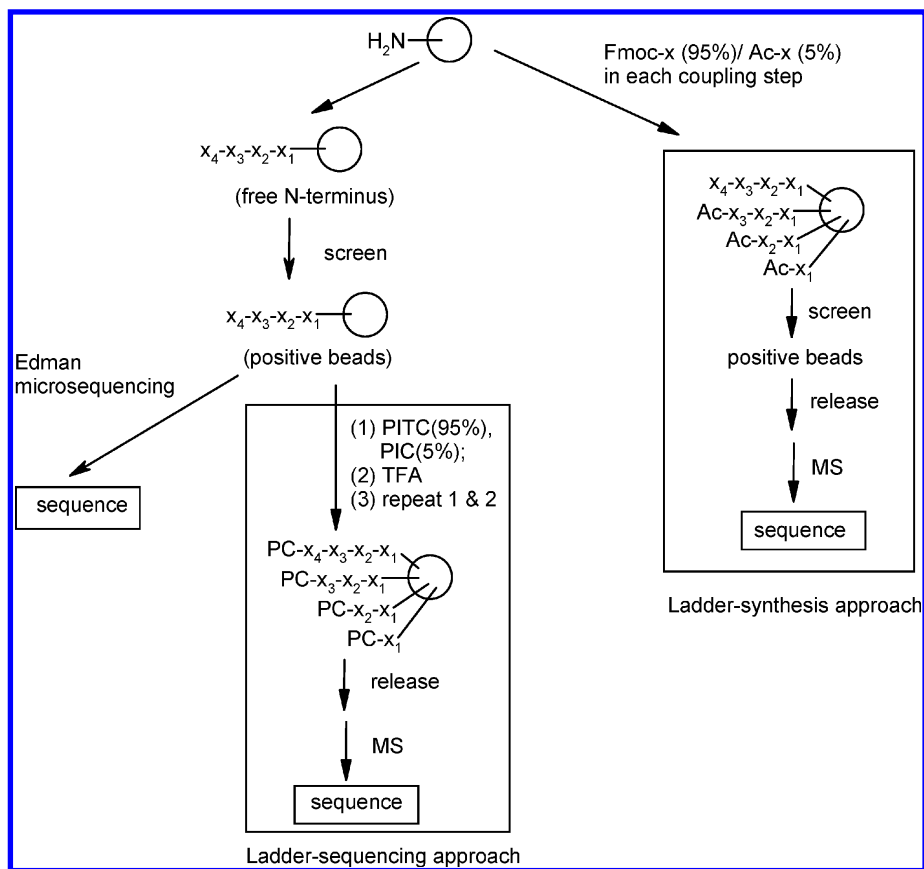 H₂N
Fmoc-x (95%)/ Ac-x (5%)
in each coupling step
x₄-x₃-x₂-x₁
(free N-terminus)
screen
x₄-x₃-x₂-x₁
(positive beads)
Edman
microsequencing
sequence
(1) PITC(95%),
PIC(5%);
(2) TFA
(3) repeat 1 & 2
PC-x₄-x₃-x₂-x₁
PC-x₃-x₂-x₁
PC-x₂-x₁
PC-x₁
release
MS
sequence
Ladder-sequencing approach
x₄-x₃-x₂-x₁
Ac-x₃-x₂-x₁
Ac-x₂-x₁
Ac-x₁
screen
positive beads
release
MS
sequence
Ladder-synthesis approach